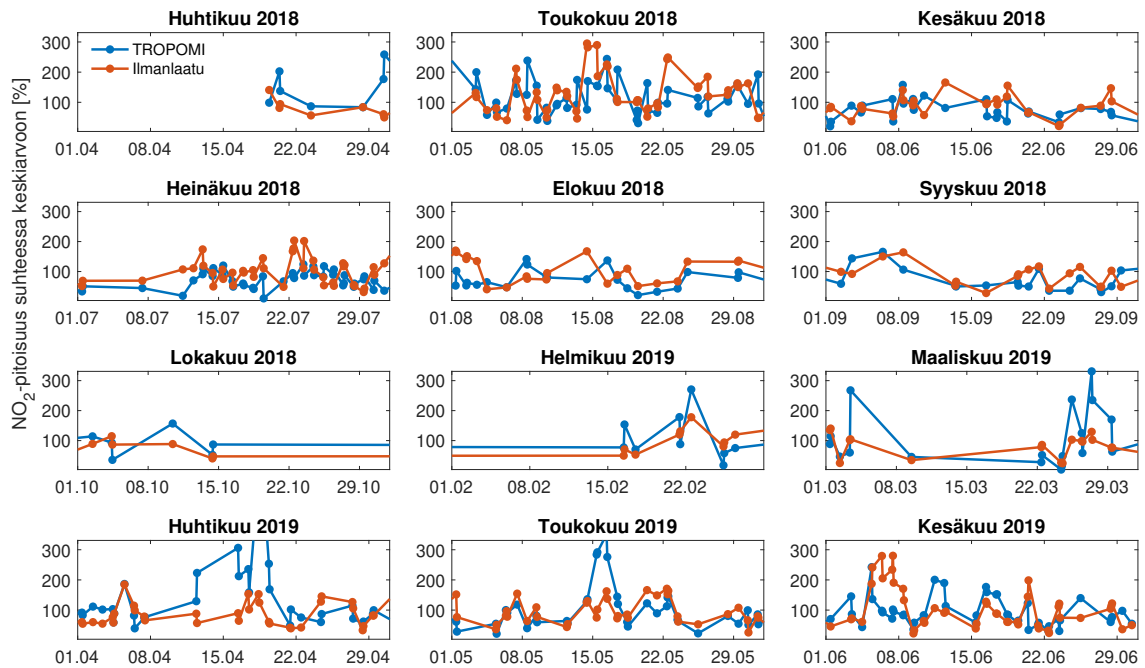 Huhtikuu 2018
Toukokuu 2018
Kesäkuu 2018
TROPOMI
Ilmanlaatu
NO2-pitoisuus suhteessa keskiarvoon [%]
300
200
100
01.04 08.04 15.04 22.04 29.04
300
200
100
01.05 08.05 15.05 22.05 29.05
300
200
100
01.06 08.06 15.06 22.06 29.06
Heinäkuu 2018
Elokuu 2018
Syyskuu 2018
300
200
100
01.07 08.07 15.07 22.07 29.07
300
200
100
01.08 08.08 15.08 22.08 29.08
300
200
100
01.09 08.09 15.09 22.09 29.09
Lokakuu 2018
Helmikuu 2019
Maaliskuu 2019
300
200
100
01.10 08.10 15.10 22.10 29.10
300
200
100
01.02 08.02 15.02 22.02
300
200
100
01.03 08.03 15.03 22.03 29.03
Huhtikuu 2019
Toukokuu 2019
Kesäkuu 2019
300
200
100
01.04 08.04 15.04 22.04 29.04
300
200
100
01.05 08.05 15.05 22.05 29.05
300
200
100
01.06 08.06 15.06 22.06 29.06